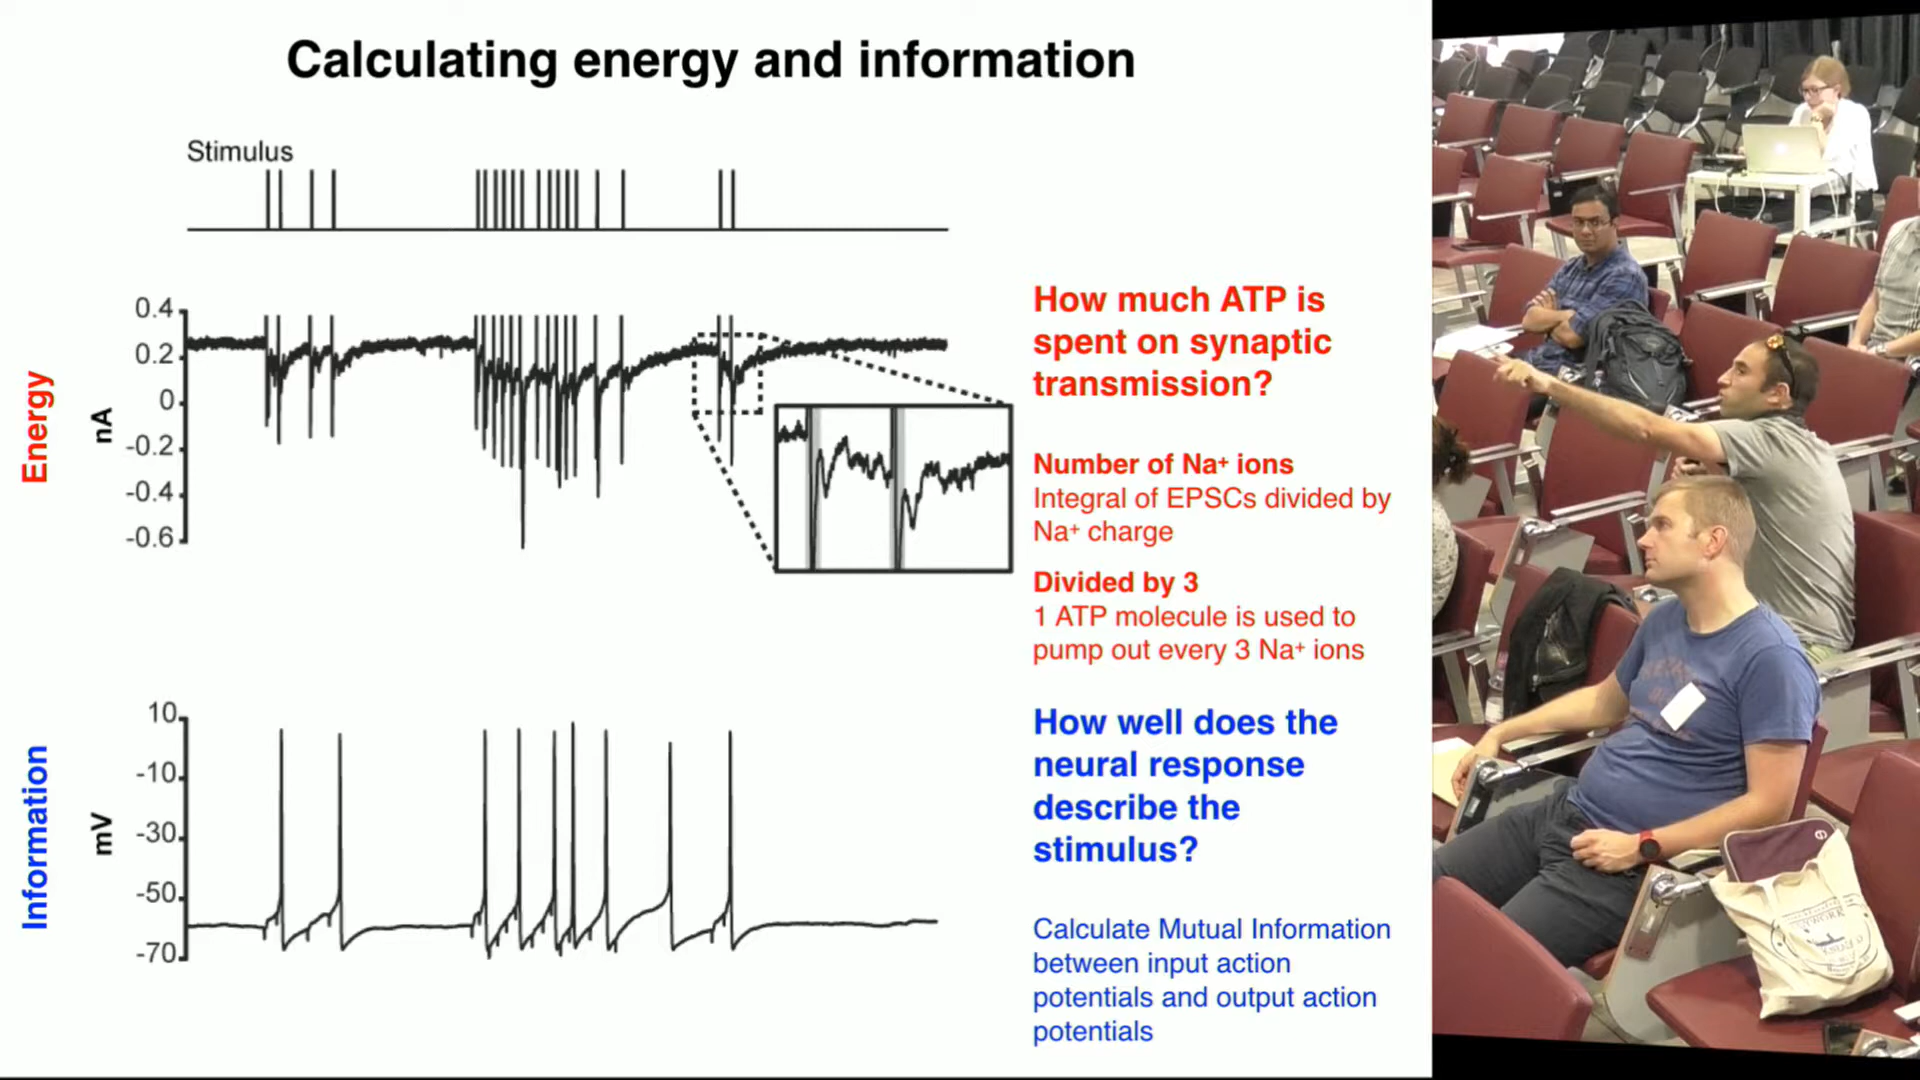 Calculating energy and information
Stimulus
Energy
nA
0.4
0.2
0
-0.2
-0.4
-0.6
How much ATP is
spent on synaptic
transmission?
Number of Na⁺ ions
Integral of EPSCs divided by
Na⁺ charge
Divided by 3
1 ATP molecule is used to
pump out every 3 Na⁺ ions
Information
mV
10
-10
-30
-50
-70
How well does the
neural response
describe the
stimulus?
Calculate Mutual Information
between input action
potentials and output action
potentials